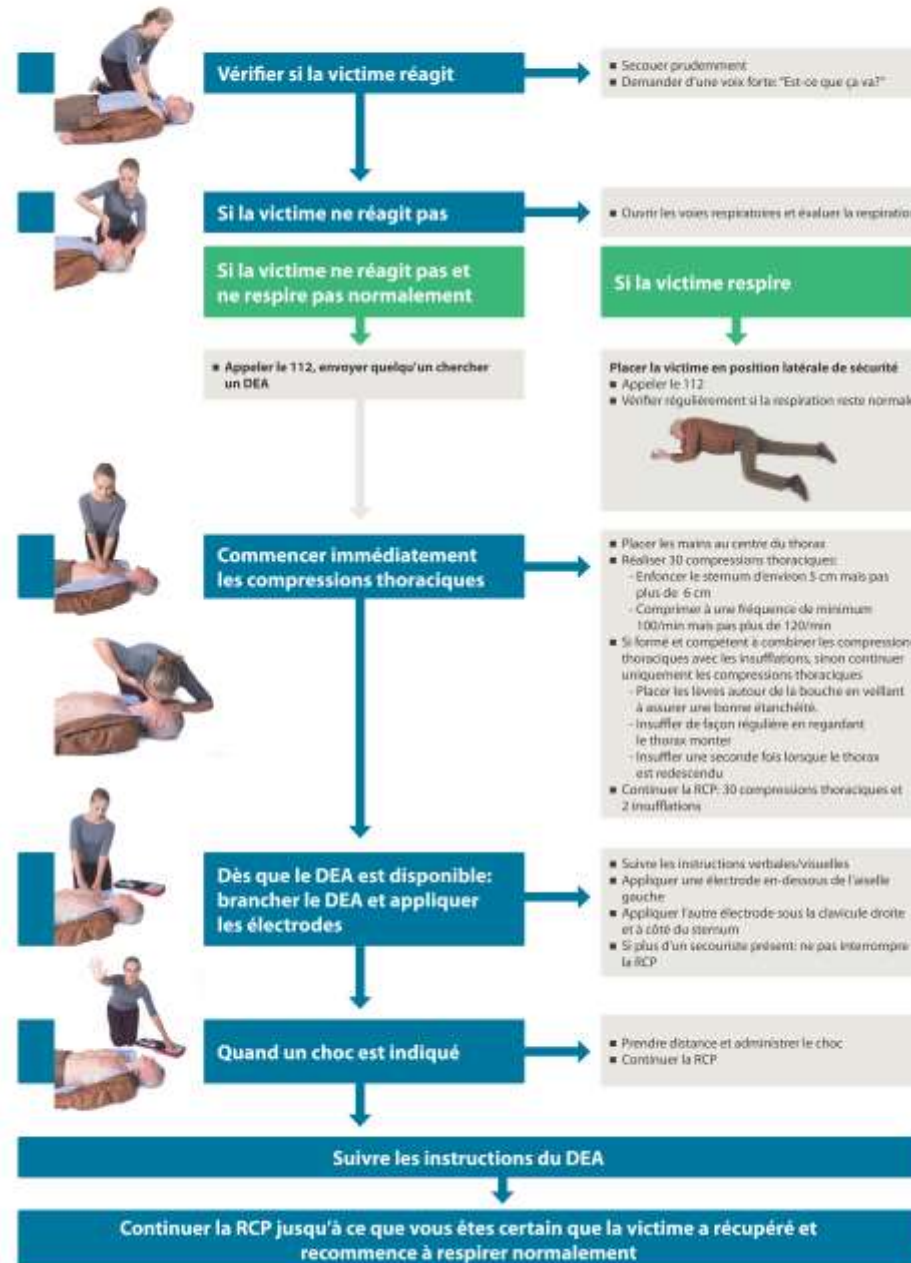 Vérifier si la victime réagit
■ Secouer prudemment
■ Demander d'une voix forte: "Est-ce que ça va?"
Si la victime ne réagit pas
■ Ouvrir les voies respiratoires et évaluer la respiration
Si la victime ne réagit pas et
ne respire pas normalement
Si la victime respire
■ Appeler le 112, envoyer quelqu'un chercher
un DEA
Placer la victime en position latérale de sécurité
■ Appeler le 112
■ Vérifier régulièrement si la respiration reste normale
Commencer immédiatement
les compressions thoraciques
■ Placer les mains au centre du thorax
■ Réaliser 30 compressions thoraciques:
- Enfoncer le sternum d'environ 5 cm mais pas
plus de 6 cm
- Comprimer à une fréquence de minimum
100/min mais pas plus de 120/min
■ Si formé et compétent à combiner les compressions
thoraciques avec les insufflations, sinon continuer
uniquement les compressions thoraciques
- Placer les lèvres autour de la bouche en veillant
à assurer une bonne étanchéité.
- Insuffler de façon régulière en regardant
le thorax monter
- Insuffler une seconde fois lorsque le thorax
est redescendu
■ Continuer la RCP: 30 compressions thoraciques et
2 insufflations
Dès que le DEA est disponible:
brancher le DEA et appliquer
les électrodes
■ Suivre les instructions verbales/visuelles
■ Appliquer une électrode en-dessous de l'aiselle
gauche
■ Appliquer l'autre électrode sous la clavicule droite
et à côté du sternum
■ Si plus d'un secouriste présent: ne pas interrompre
la RCP
Quand un choc est indiqué
■ Prendre distance et administrer le choc
■ Continuer la RCP
Suivre les instructions du DEA
Continuer la RCP jusqu'à ce que vous êtes certain que la victime a récupéré et
recommence à respirer normalement